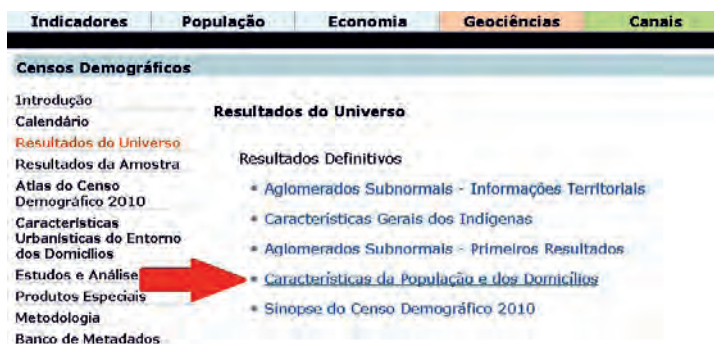 Indicadores População Economia Geociências Canais
Censos Demográficos
Introdução
Calendário
Resultados do Universo
Resultados da Amostra
Atlas do Censo
Demográfico 2010
Características
Urbanísticas do Entorno
dos Domicílios
Estudos e Análise
Produtos Especiais
Metodologia
Banco de Metadados
Resultados do Universo
Resultados Definitivos
• Aglomerados Subnormais - Informações Territoriais
• Características Gerais dos Indígenas
• Aglomerados Subnormais - Primeiros Resultados
• Características da População e dos Domicílios
• Sinopse do Censo Demográfico 2010